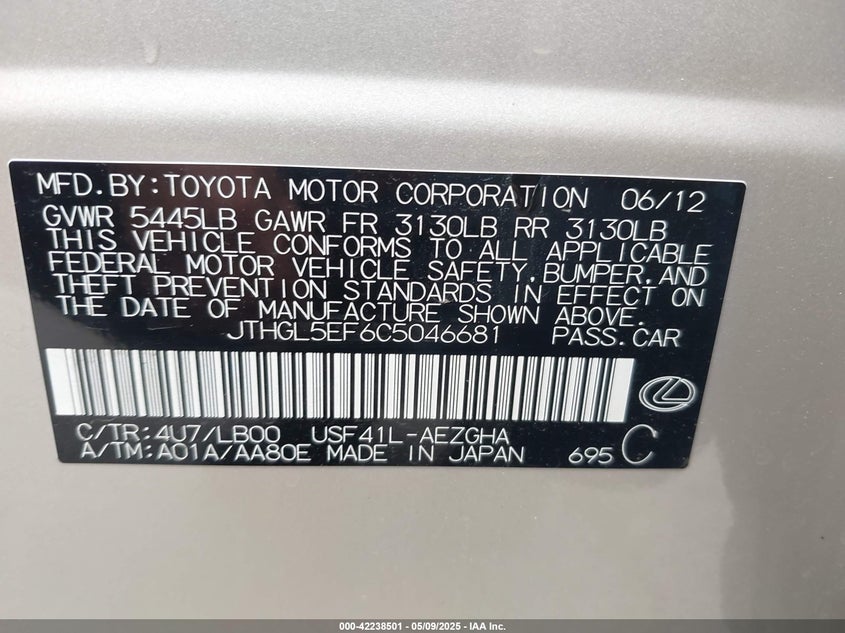 MFD.BY:TOYOTA MOTOR CORPORATION 06/12
GVWR 5445LB GAWR FR 3130LB RR 3130LB
THIS VEHICLE CONFORMS TO ALL APPLICABLE
FEDERAL MOTOR VEHICLE SAFETY,BUMPER,AND
THEFT PREVENTION STANDARDS IN EFFECT ON
THE DATE OF MANUFACTURE SHOWN ABOVE.
JTHGL5EF6C5046681 PASS.CAR
C/TR:4U7/LB00 USF41L-AEZGHA
A/TM:A01A/AA80E MADE IN JAPAN 695 C
000-42238501 - 05/09/2025 - IAA Inc.